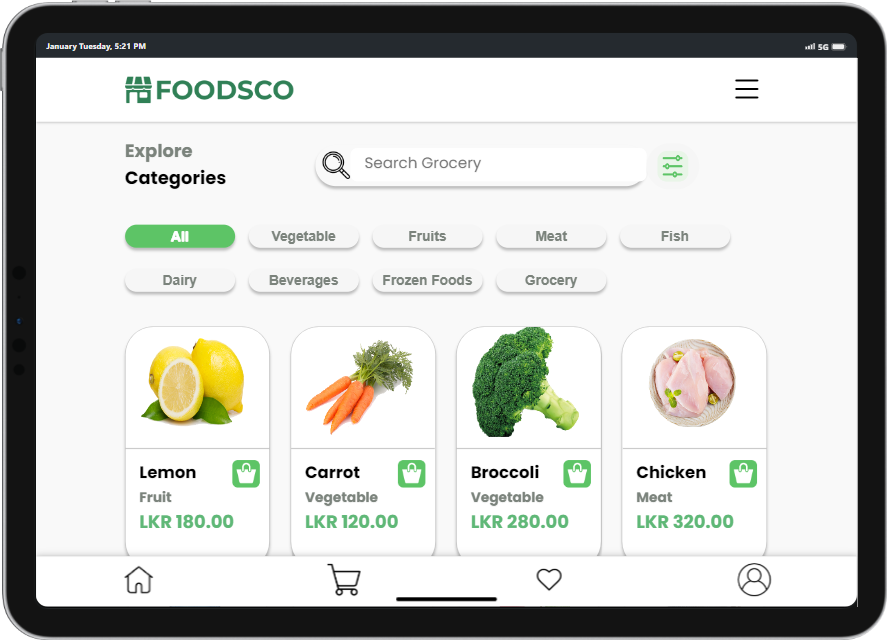 January Tuesday, 5:21 PM
5G
FOODSCO
Explore
Categories
Search Grocery
All
Vegetable
Fruits
Meat
Fish
Dairy
Beverages
Frozen Foods
Grocery
Lemon
Fruit
LKR 180.00
Carrot
Vegetable
LKR 120.00
Broccoli
Vegetable
LKR 280.00
Chicken
Meat
LKR 320.00